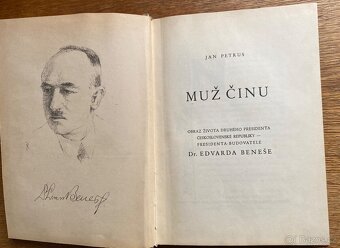 JAN PETRUS
MUŽ ČINU
OBRAZ ŽIVOTA DRUHÉHO PRESIDENTA
ČESKOSLOVENSKÉ REPUBLIKY —
PRESIDENTA-BUDOVATELE
Dr. EDVARDA BENEŠE